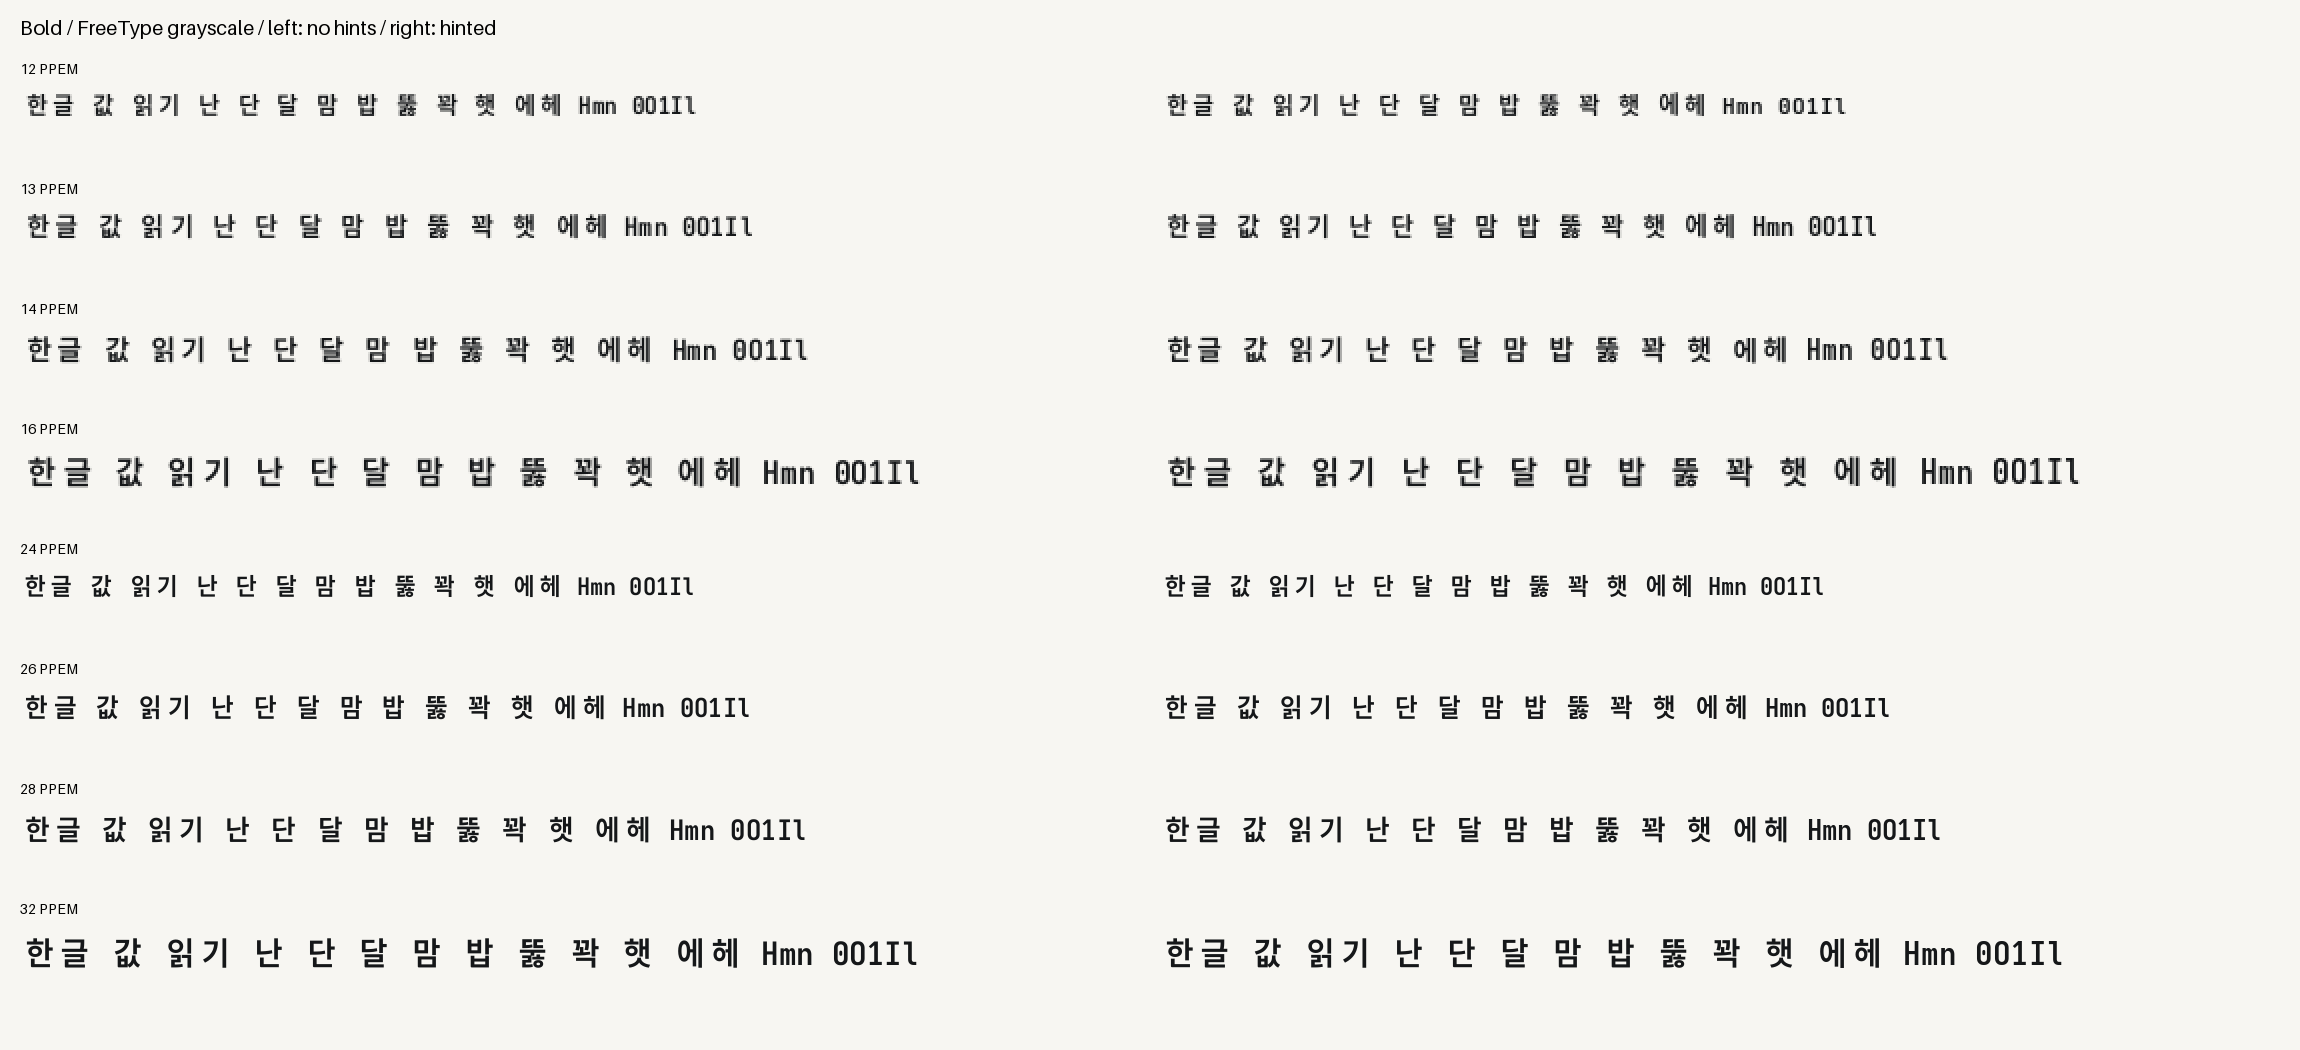 Bold / FreeType grayscale / left: no hints / right: hinted
12 PPEM
한글 값 읽기 난 단 달 맘 밥 뚫 꽉 햇 에헤 Hmn 0O1Il 한글 값 읽기 난 단 달 맘 밥 뚫 꽉 햇 에헤 Hmn 0O1Il
13 PPEM
한글 값 읽기 난 단 달 맘 밥 뚫 꽉 햇 에헤 Hmn 0O1Il 한글 값 읽기 난 단 달 맘 밥 뚫 꽉 햇 에헤 Hmn 0O1Il
14 PPEM
한글 값 읽기 난 단 달 맘 밥 뚫 꽉 햇 에헤 Hmn 0O1Il 한글 값 읽기 난 단 달 맘 밥 뚫 꽉 햇 에헤 Hmn 0O1Il
16 PPEM
한글 값 읽기 난 단 달 맘 밥 뚫 꽉 햇 에헤 Hmn 0O1Il 한글 값 읽기 난 단 달 맘 밥 뚫 꽉 햇 에헤 Hmn 0O1Il
24 PPEM
한글 값 읽기 난 단 달 맘 밥 뚫 꽉 햇 에헤 Hmn 0O1Il 한글 값 읽기 난 단 달 맘 밥 뚫 꽉 햇 에헤 Hmn 0O1Il
26 PPEM
한글 값 읽기 난 단 달 맘 밥 뚫 꽉 햇 에헤 Hmn 0O1Il 한글 값 읽기 난 단 달 맘 밥 뚫 꽉 햇 에헤 Hmn 0O1Il
28 PPEM
한글 값 읽기 난 단 달 맘 밥 뚫 꽉 햇 에헤 Hmn 0O1Il 한글 값 읽기 난 단 달 맘 밥 뚫 꽉 햇 에헤 Hmn 0O1Il
32 PPEM
한글 값 읽기 난 단 달 맘 밥 뚫 꽉 햇 에헤 Hmn 0O1Il 한글 값 읽기 난 단 달 맘 밥 뚫 꽉 햇 에헤 Hmn 0O1Il